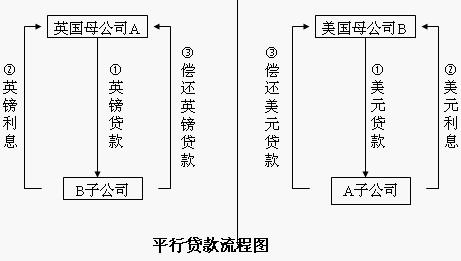 英国母公司A
②英镑利息
①英镑贷款
③偿还英镑贷款
B子公司
美国母公司B
③偿还美元贷款
①美元贷款
②美元利息
A子公司
平行贷款流程图